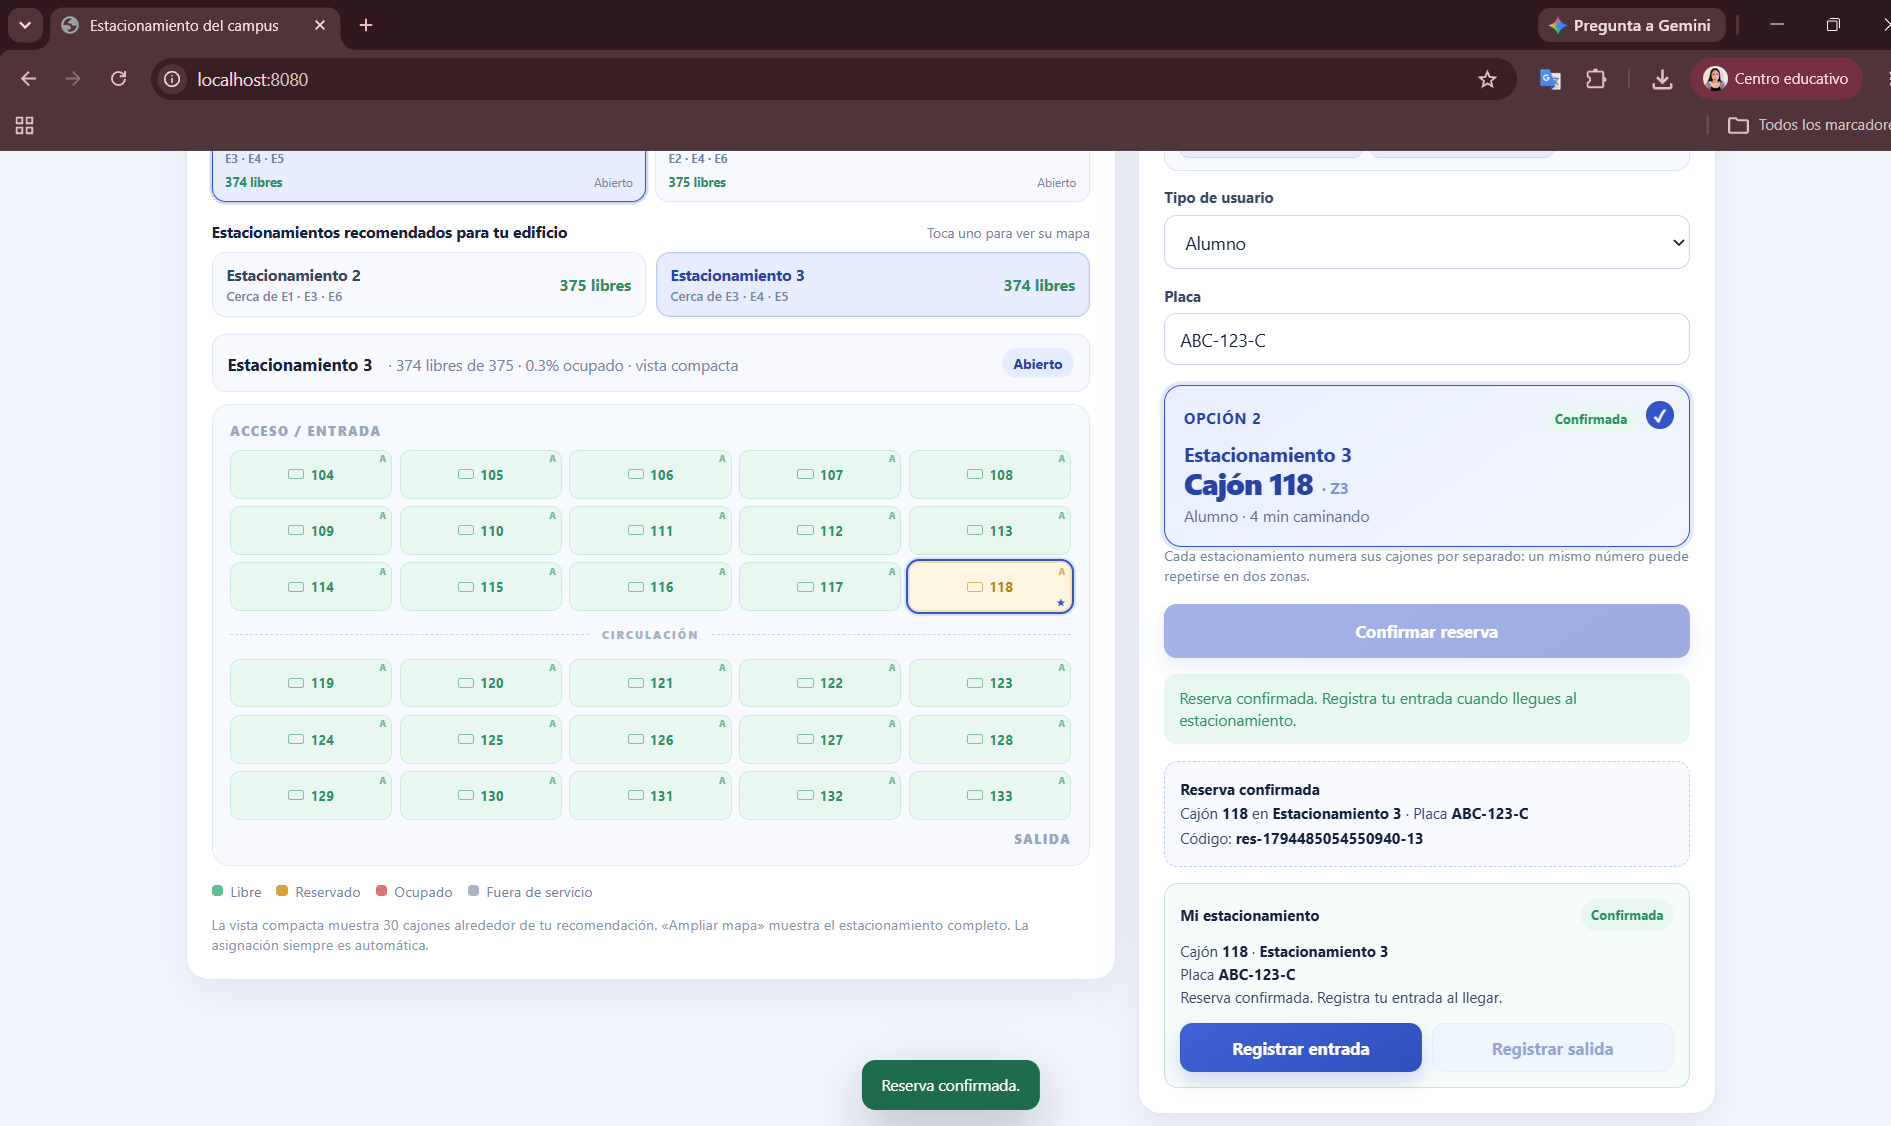 Estacionamiento del campus
Pregunta a Gemini
localhost:8080
Centro educativo
Todos los marcadore
E3 · E4 · E5
374 libres
Abierto
E2 · E4 · E6
375 libres
Abierto
Estacionamientos recomendados para tu edificio
Toca uno para ver su mapa
Estacionamiento 2
Cerca de E1 · E3 · E6
375 libres
Estacionamiento 3
Cerca de E3 · E4 · E5
374 libres
Estacionamiento 3 · 374 libres de 375 · 0.3% ocupado · vista compacta
Abierto
ACCESO / ENTRADA
104 A 105 A 106 A 107 A 108 A
109 A 110 A 111 A 112 A 113 A
114 A 115 A 116 A 117 A 118 A ★
CIRCULACIÓN
119 A 120 A 121 A 122 A 123 A
124 A 125 A 126 A 127 A 128 A
129 A 130 A 131 A 132 A 133 A
SALIDA
Libre Reservado Ocupado Fuera de servicio
La vista compacta muestra 30 cajones alrededor de tu recomendación. «Ampliar mapa» muestra el estacionamiento completo. La
asignación siempre es automática.
Tipo de usuario
Alumno
Placa
ABC-123-C
OPCIÓN 2
Confirmada
Estacionamiento 3
Cajón 118 · Z3
Alumno · 4 min caminando
Cada estacionamiento numera sus cajones por separado: un mismo número puede
repetirse en dos zonas.
Confirmar reserva
Reserva confirmada. Registra tu entrada cuando llegues al
estacionamiento.
Reserva confirmada
Cajón 118 en Estacionamiento 3 · Placa ABC-123-C
Código: res-1794485054550940-13
Mi estacionamiento
Confirmada
Cajón 118 · Estacionamiento 3
Placa ABC-123-C
Reserva confirmada. Registra tu entrada al llegar.
Registrar entrada
Registrar salida
Reserva confirmada.